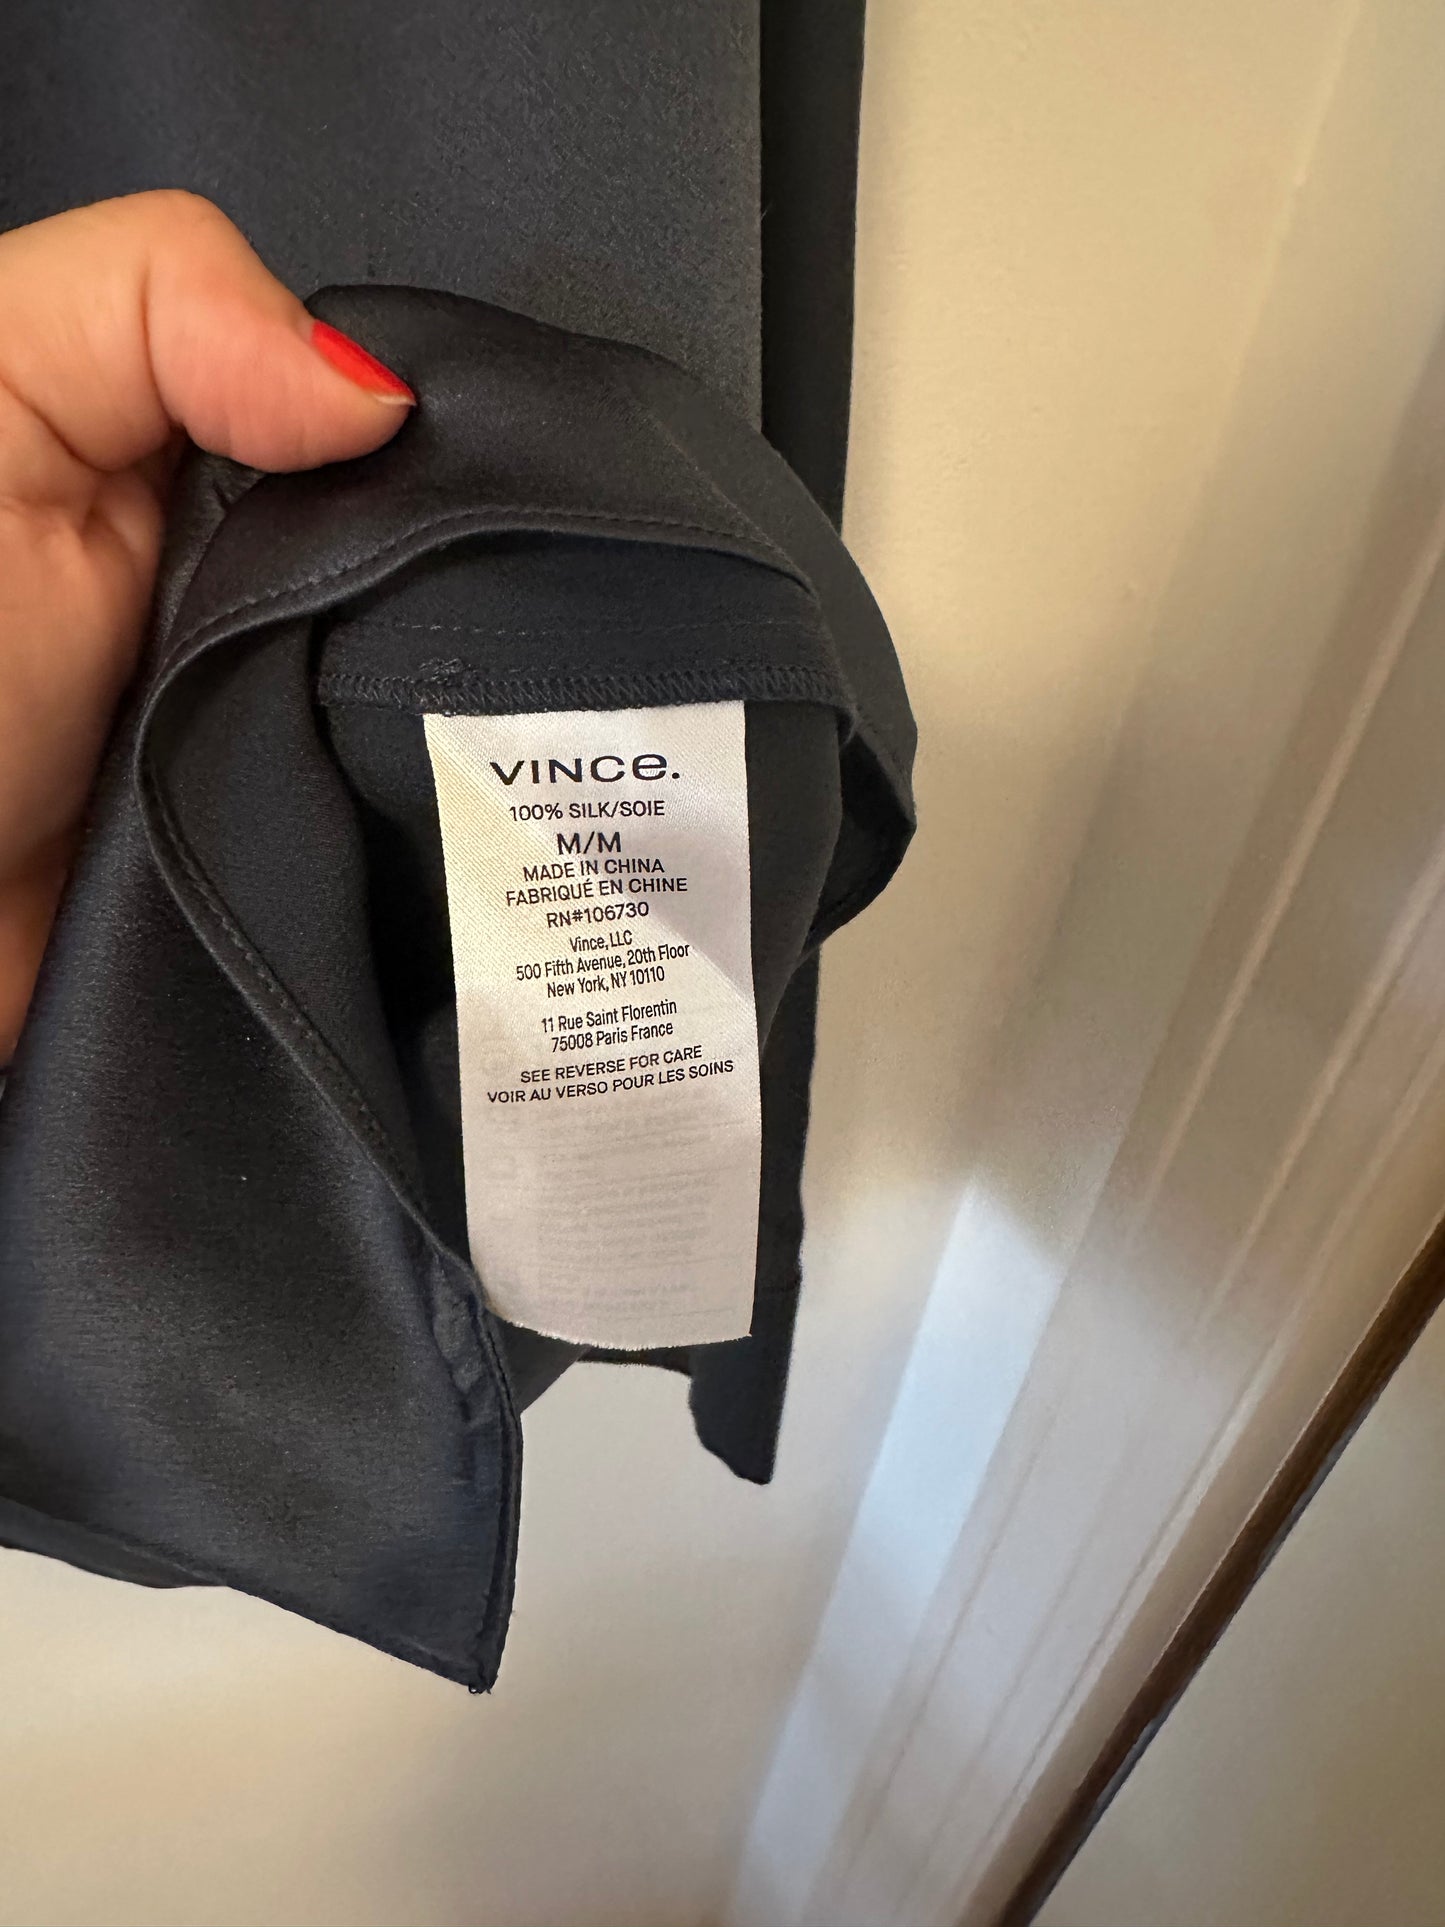 VINCe.
100% SILK/SOIE
M/M
MADE IN CHINA
FABRIQUÉ EN CHINE
RN#106730
Vince, LLC
500 Fifth Avenue, 20th Floor
New York, NY 10110
11 Rue Saint Florentin
75008 Paris France
SEE REVERSE FOR CARE
VOIR AU VERSO POUR LES SOINS